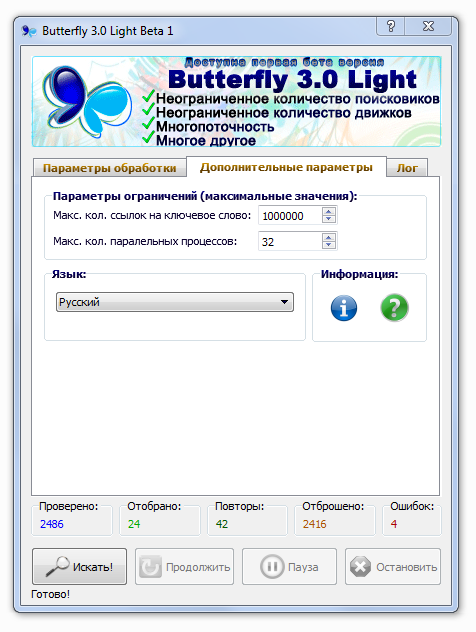 Butterfly 3.0 Light Beta 1
Доступна первая бета версия
Butterfly 3.0 Light
Неограниченное количество поисковиков
Неограниченное количество движков
Многопоточность
Многое другое
Параметры обработки Дополнительные параметры Лог
Параметры ограничений (максимальные значения):
Макс. кол. ссылок на ключевое слово: 1000000
Макс. кол. паралельных процессов: 32
Язык: Информация:
Русский
Проверено: Отобрано: Повторы: Отброшено: Ошибок:
2486 24 42 2416 4
Искать! Продолжить Пауза Остановить
Готово!